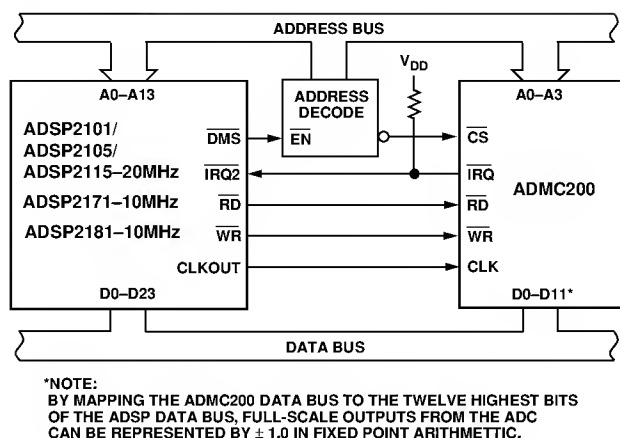 ADDRESS BUS
V_DD
A0–A13
ADDRESS
DECODE
A0–A3
ADSP2101/
ADSP2105/
ADSP2115–20MHz
ADSP2171–10MHz
ADSP2181–10MHz
DMS
EN
CS
IRQ2
IRQ
ADMC200
RD
RD
WR
WR
CLKOUT
CLK
D0–D23
D0–D11*
DATA BUS
*NOTE:
BY MAPPING THE ADMC200 DATA BUS TO THE TWELVE HIGHEST BITS
OF THE ADSP DATA BUS, FULL-SCALE OUTPUTS FROM THE ADC
CAN BE REPRESENTED BY ± 1.0 IN FIXED POINT ARITHMETTIC.